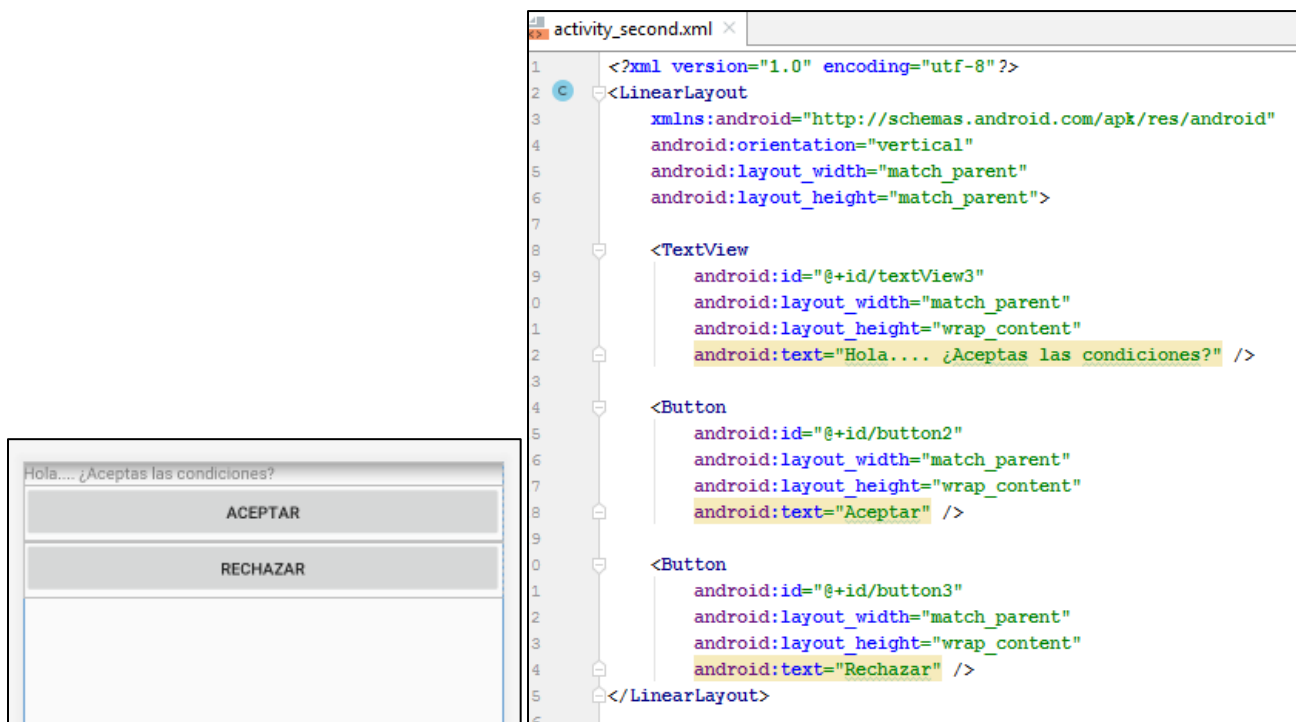 Hola.... ¿Aceptas las condiciones?
ACEPTAR
RECHAZAR
activity_second.xml
1 <?xml version="1.0" encoding="utf-8"?>
2 C <LinearLayout
3 xmlns:android="http://schemas.android.com/apk/res/android"
4 android:orientation="vertical"
5 android:layout_width="match_parent"
6 android:layout_height="match_parent">
7
8 <TextView
9 android:id="@+id/textView3"
0 android:layout_width="match_parent"
1 android:layout_height="wrap_content"
2 android:text="Hola.... ¿Aceptas las condiciones?" />
3
4 <Button
5 android:id="@+id/button2"
6 android:layout_width="match_parent"
7 android:layout_height="wrap_content"
8 android:text="Aceptar" />
9
0 <Button
1 android:id="@+id/button3"
2 android:layout_width="match_parent"
3 android:layout_height="wrap_content"
4 android:text="Rechazar" />
5 </LinearLayout>